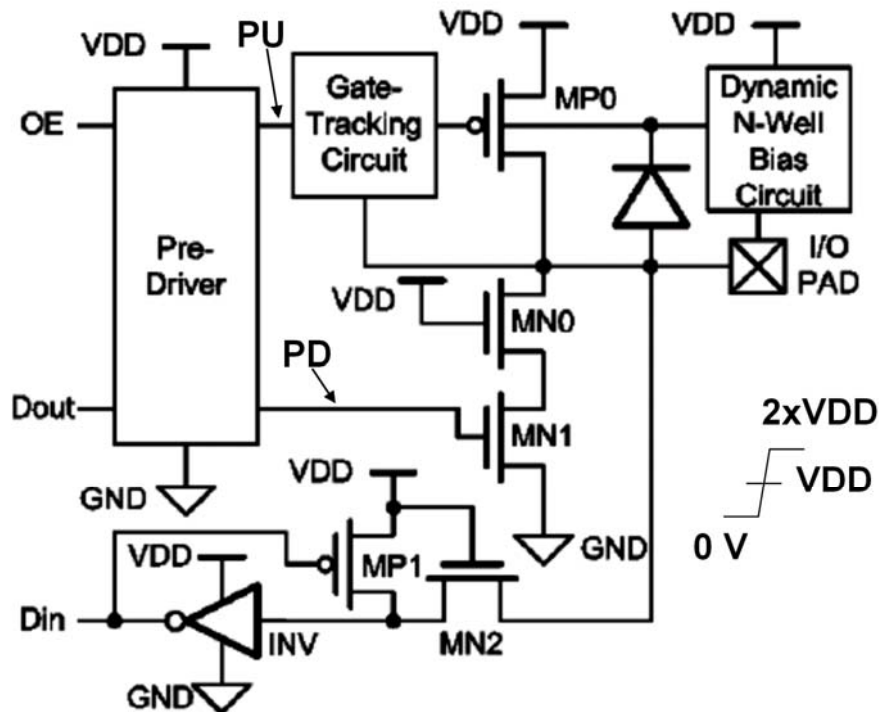 VDD
PU
VDD
VDD
OE
Gate-
Tracking
Circuit
MP0
Dynamic
N-Well
Bias
Circuit
Pre-
Driver
VDD
I/O
PAD
MN0
PD
Dout
MN1
2xVDD
VDD
GND
VDD
0 V
GND
VDD
MP1
Din
INV
MN2
GND